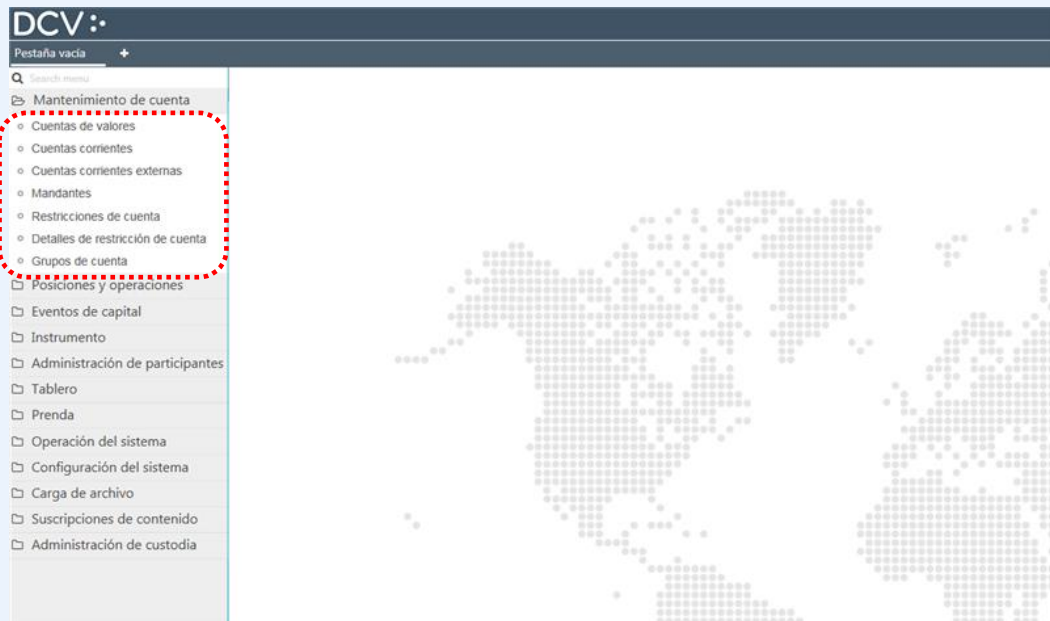 DCV
Pestaña vacía +
Search menu
Mantenimiento de cuenta
Cuentas de valores
Cuentas corrientes
Cuentas corrientes externas
Mandantes
Restricciones de cuenta
Detalles de restricción de cuenta
Grupos de cuenta
Posiciones y operaciones
Eventos de capital
Instrumento
Administración de participantes
Tablero
Prenda
Operación del sistema
Configuración del sistema
Carga de archivo
Suscripciones de contenido
Administración de custodia